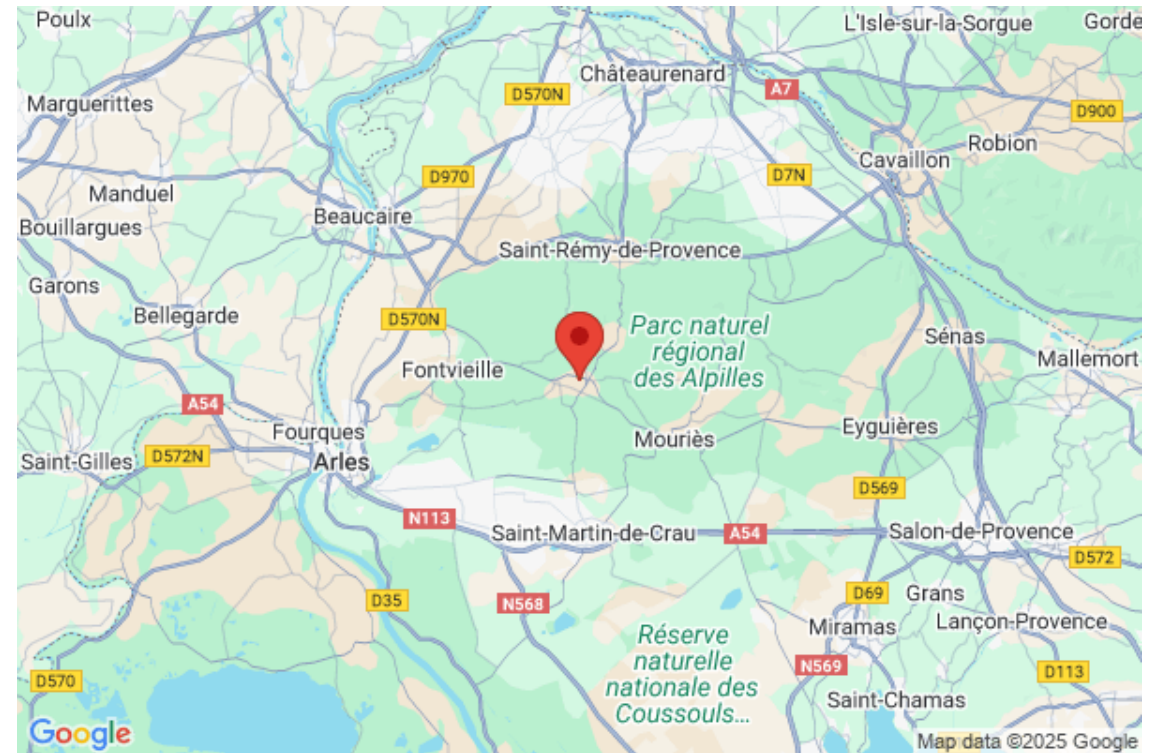 Poulx
L'Isle-sur-la-Sorgue
Gorde
Châteaurenard
A7
D570N
Marguerittes
D900
Robion
Cavaillon
D970
D7N
Manduel
Beaucaire
Bouillargues
Saint-Rémy-de-Provence
Garons
Bellegarde
D570N
Parc naturel
régional
des Alpilles
Sénas
Mallemort
Fontvieille
A54
Fourques
Mouriès
Eyguières
Saint-Gilles
D572N
Arles
D569
N113
Saint-Martin-de-Crau
A54
Salon-de-Provence
D572
D35
N568
D69
Grans
Miramas
Lançon-Provence
Réserve
naturelle
nationale des
Coussouls...
N569
D113
D570
Saint-Chamas
Google
Map data ©2025 Google